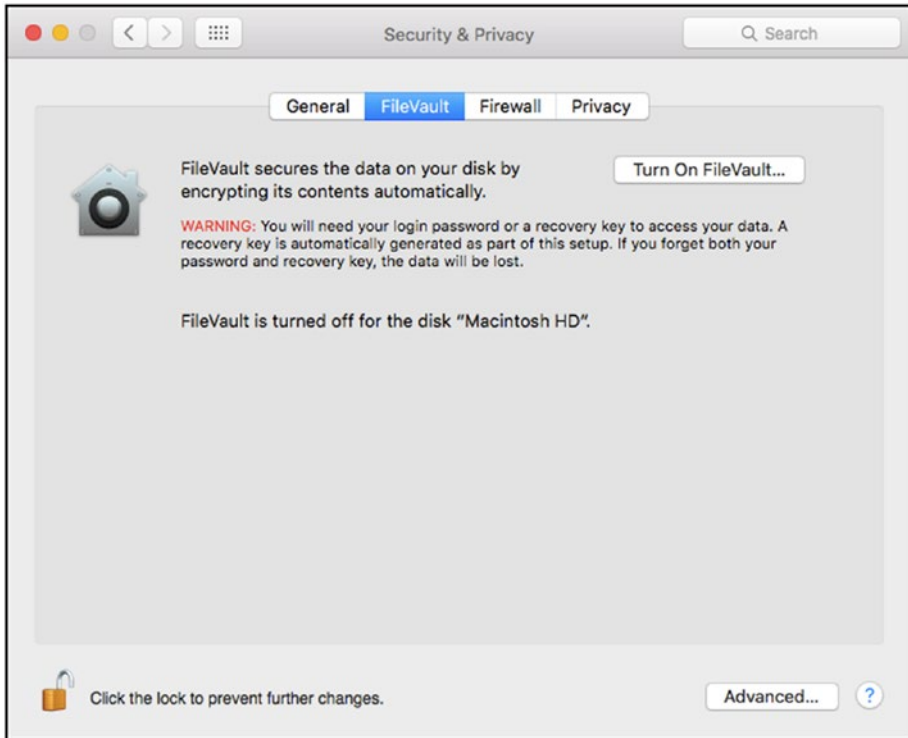 Security & Privacy
Search
General FileVault Firewall Privacy
FileVault secures the data on your disk by
encrypting its contents automatically.
Turn On FileVault...
WARNING: You will need your login password or a recovery key to access your data. A
recovery key is automatically generated as part of this setup. If you forget both your
password and recovery key, the data will be lost.
FileVault is turned off for the disk "Macintosh HD".
Click the lock to prevent further changes.
Advanced...
?